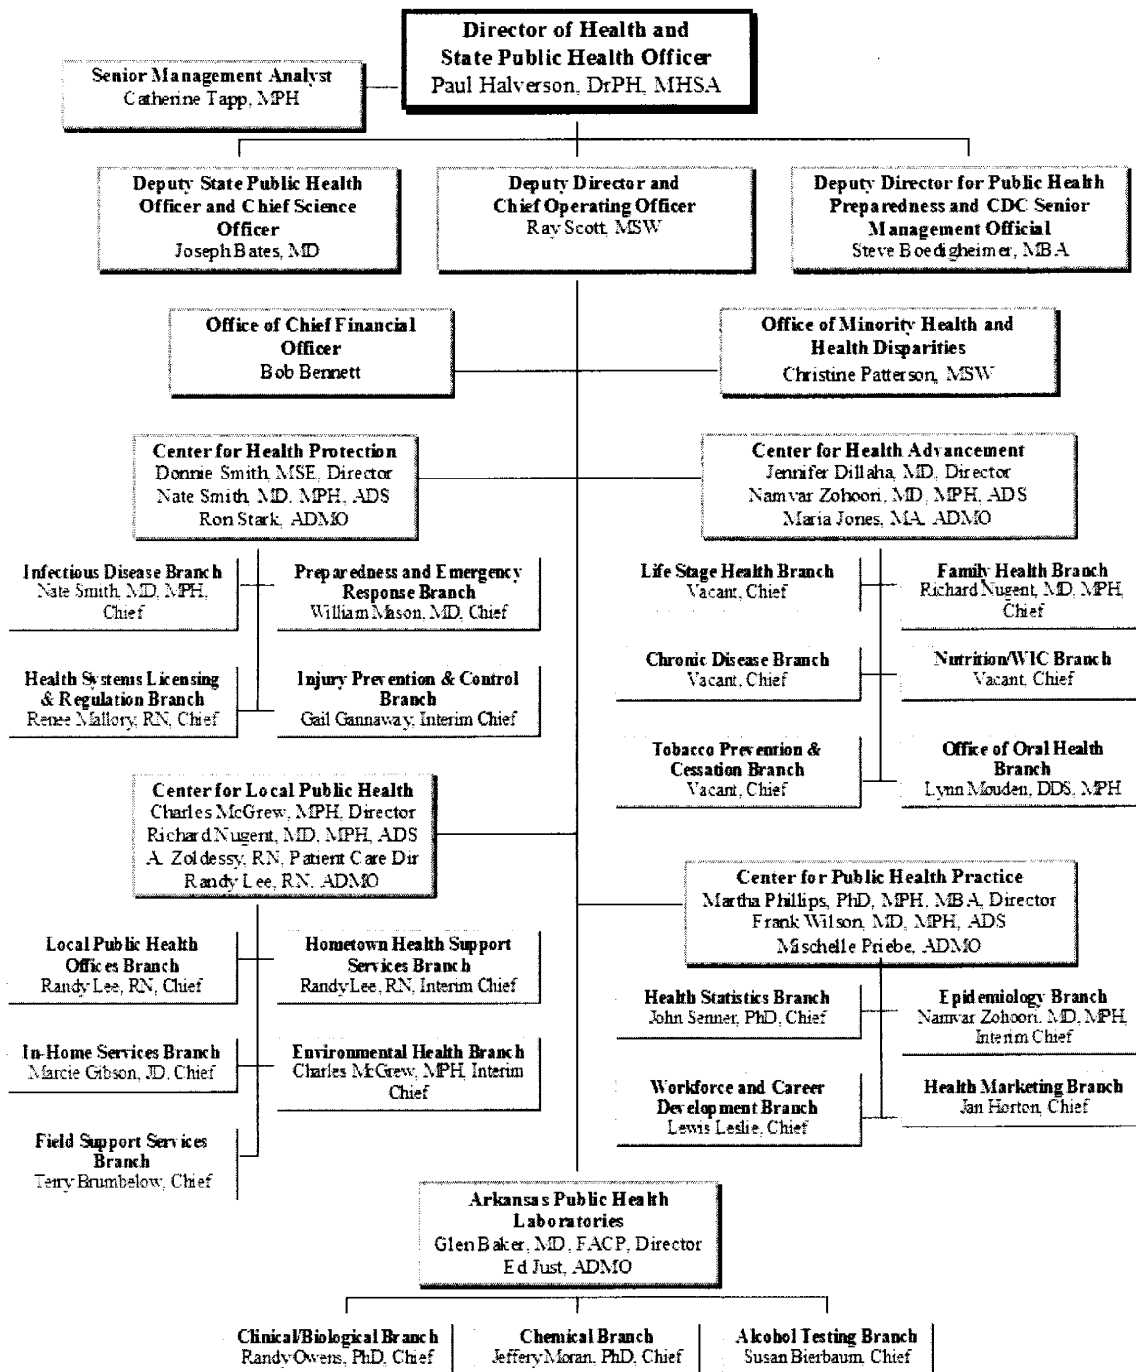 Director of Health and
State Public Health Officer
Paul Halverson, DrPH, MHSA
Senior Management Analyst
Catherine Tapp, MPH
Deputy State Public Health
Officer and Chief Science
Officer
Joseph Bates, MD
Deputy Director and
Chief Operating Officer
Ray Scott, MSW
Deputy Director for Public Health
Preparedness and CDC Senior
Management Official
Steve Boedigheimer, MBA
Office of Chief Financial
Officer
Bob Bennett
Office of Minority Health and
Health Disparities
Christine Patterson, MSW
Center for Health Protection
Donnie Smith, MSE, Director
Nate Smith, MD, MPH, ADS
Ron Stark, ADMO
Center for Health Advancement
Jennifer Dillaha, MD, Director
Namvar Zohoori, MD, MPH, ADS
Maria Jones, MA, ADMO
Infectious Disease Branch
Nate Smith, MD, MPH,
Chief
Preparedness and Emergency
Response Branch
William Mason, MD, Chief
Life Stage Health Branch
Vacant, Chief
Family Health Branch
Richard Nugent, MD, MPH,
Chief
Health Systems Licensing
& Regulation Branch
Renee Mallory, RN, Chief
Injury Prevention & Control
Branch
Gail Gannaway, Interim Chief
Chronic Disease Branch
Vacant, Chief
Nutrition/WIC Branch
Vacant, Chief
Tobacco Prevention &
Cessation Branch
Vacant, Chief
Office of Oral Health
Branch
Lynn Mouden, DDS, MPH
Center for Local Public Health
Charles McGrew, MPH, Director
Richard Nugent, MD, MPH, ADS
A. Zoldessy, RN, Patient Care Dir
Randy Lee, RN, ADMO
Center for Public Health Practice
Martha Phillips, PhD, MPH, MBA, Director
Frank Wilson, MD, MPH, ADS
Mischelle Priebe, ADMO
Local Public Health
Offices Branch
Randy Lee, RN, Chief
Hometown Health Support
Services Branch
Randy Lee, RN, Interim Chief
Health Statistics Branch
John Senner, PhD, Chief
Epidemiology Branch
Namvar Zohoori, MD, MPH,
Interim Chief
In-Home Services Branch
Marcie Gibson, JD, Chief
Environmental Health Branch
Charles McGrew, MPH, Interim
Chief
Workforce and Career
Development Branch
Lewis Leslie, Chief
Health Marketing Branch
Jan Horton, Chief
Field Support Services
Branch
Terry Brumbelow, Chief
Arkansas Public Health
Laboratories
Glen Baker, MD, FACP, Director
Ed Just, ADMO
Clinical/Biological Branch
Randy Owens, PhD, Chief
Chemical Branch
Jeffery Moran, PhD, Chief
Alcohol Testing Branch
Susan Bierbaum, Chief